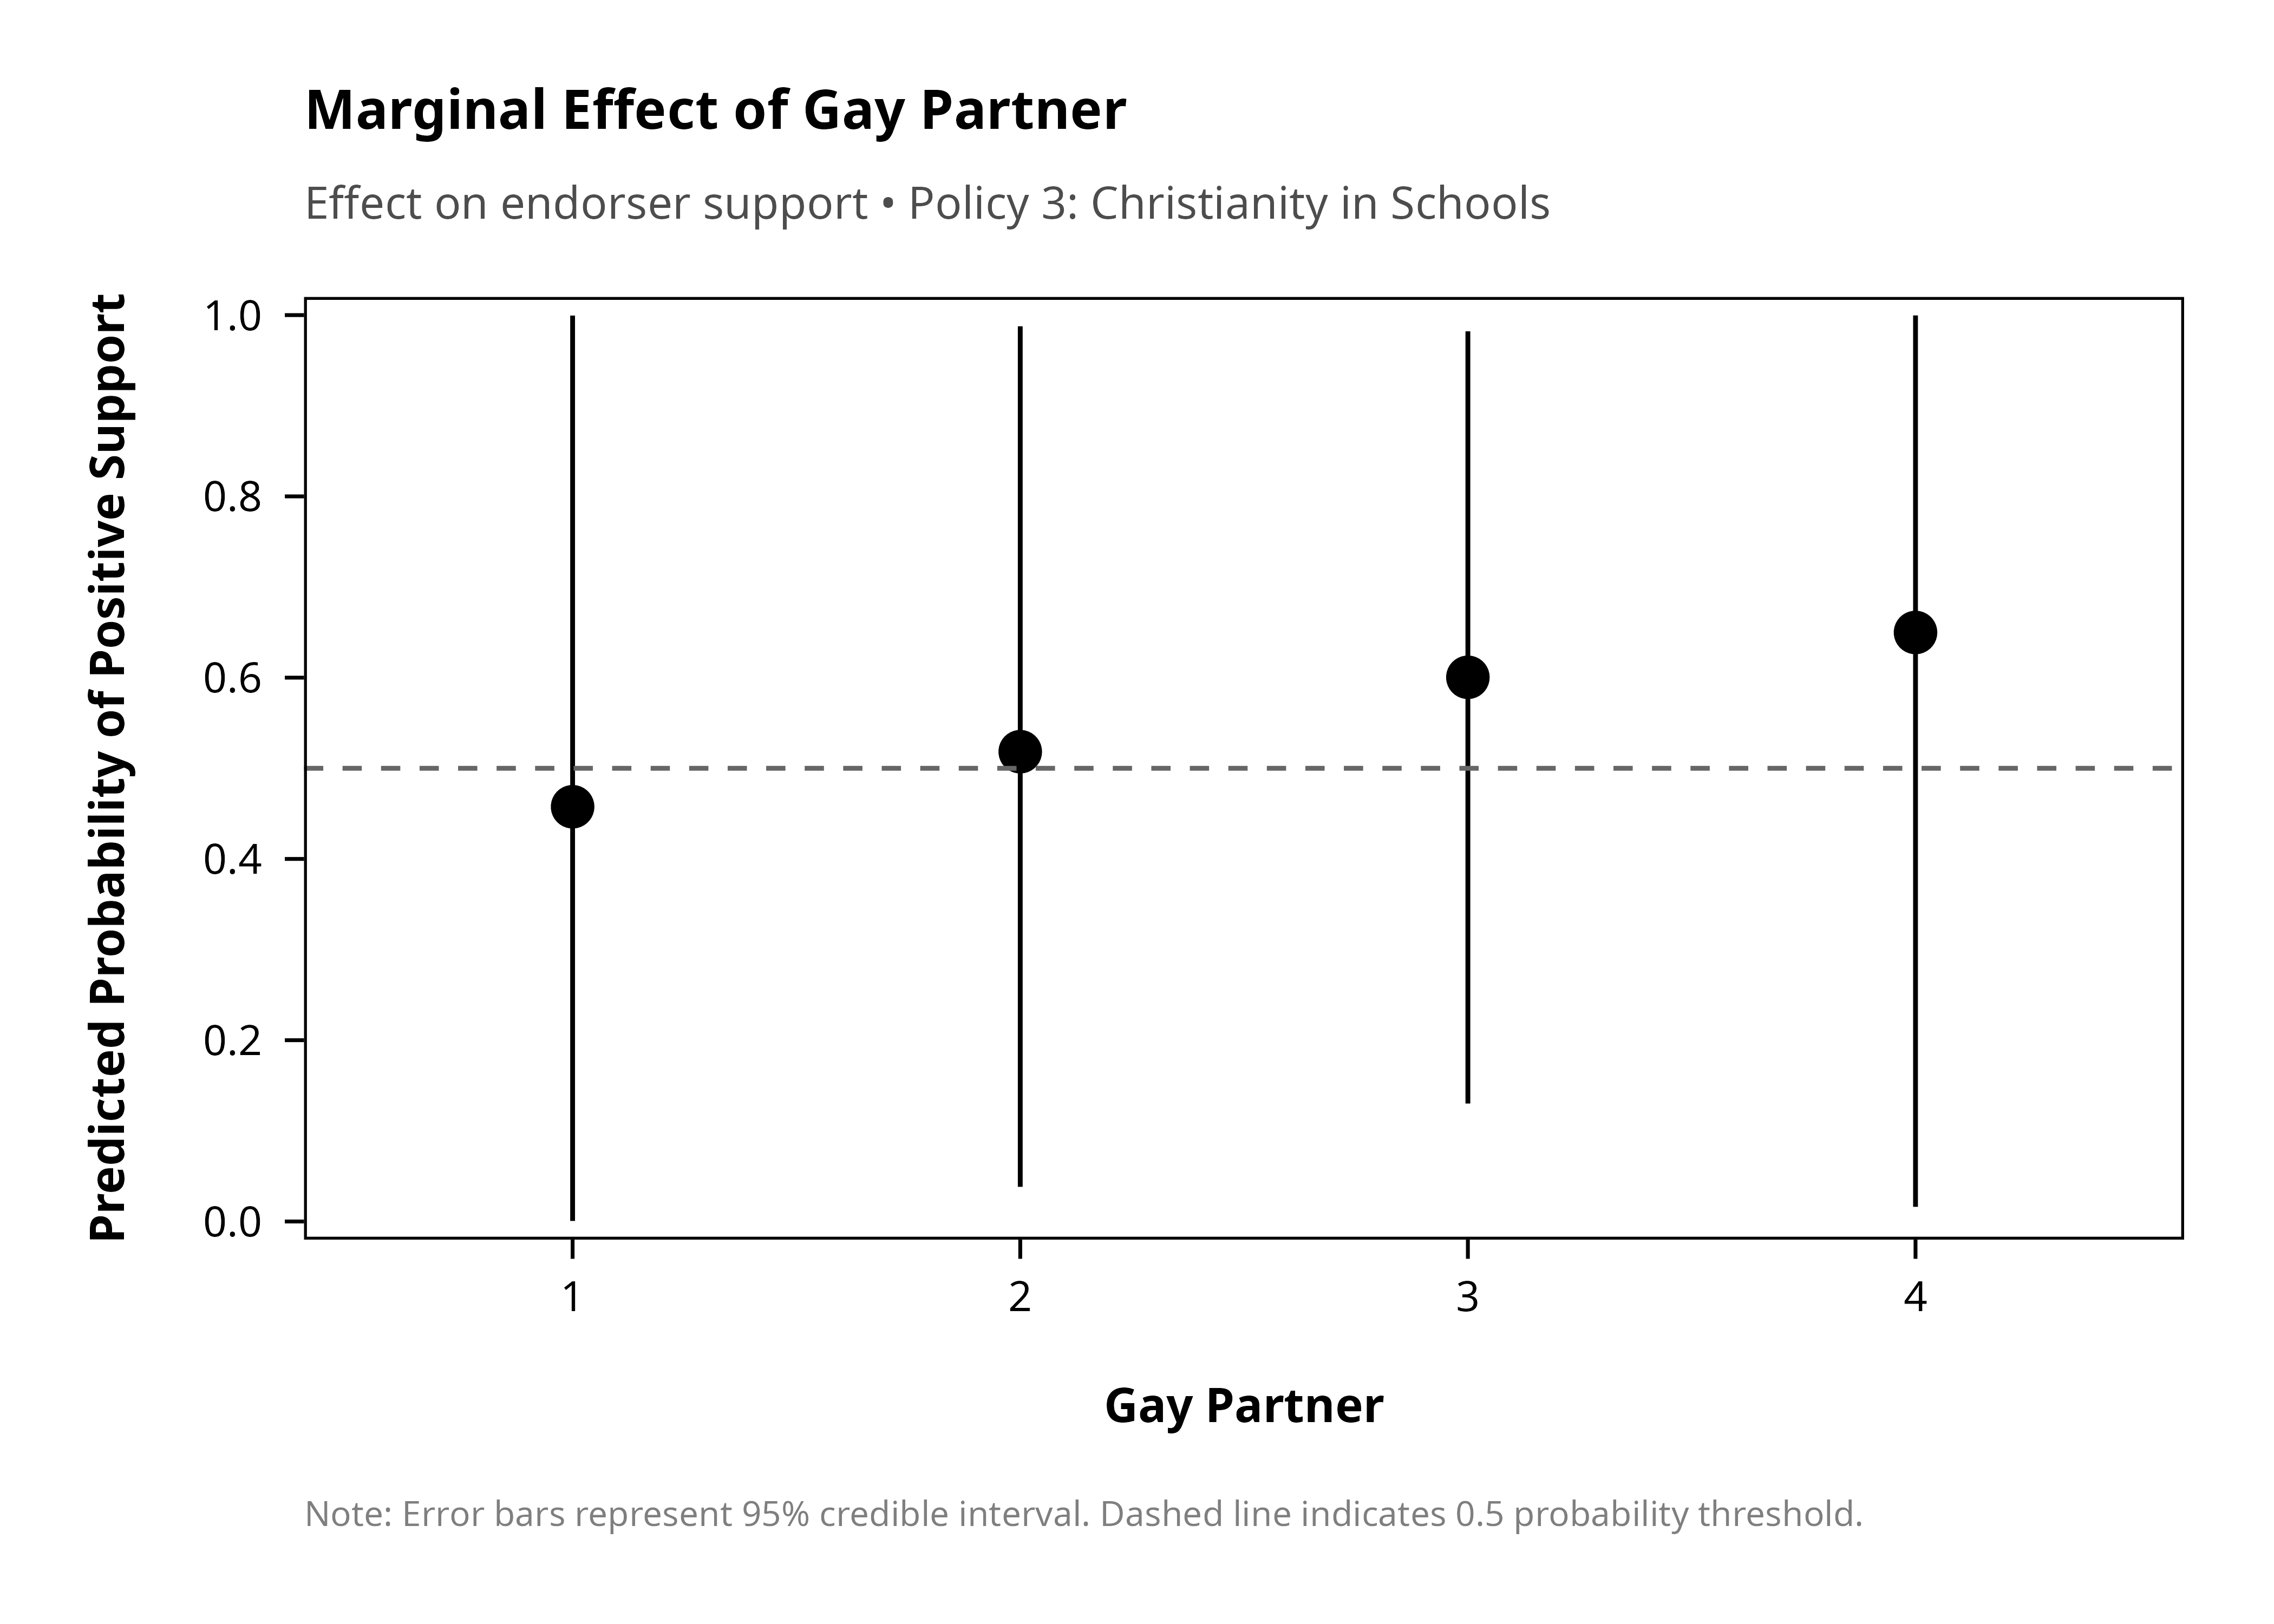 Marginal Effect of Gay Partner
Effect on endorser support • Policy 3: Christianity in Schools
Predicted Probability of Positive Support
1.0
0.8
0.6
0.4
0.2
0.0
1 2 3 4
Gay Partner
Note: Error bars represent 95% credible interval. Dashed line indicates 0.5 probability threshold.